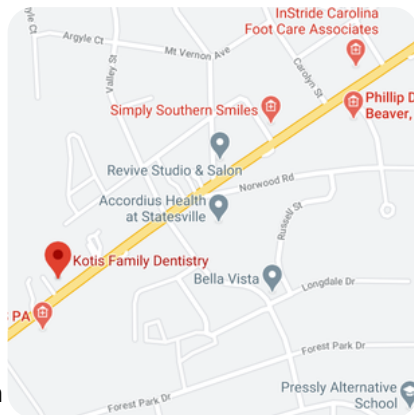 InStride Carolina
Foot Care Associates
yle Ct
Argyle Ct
Mt Vernon Ave
Valley St
Carolyn St
Phillip D
Beaver,
Simply Southern Smiles
Revive Studio & Salon
Norwood Rd
Accordius Health
at Statesville
Russell St
Kotis Family Dentistry
Bella Vista
Longdale Dr
PA
Forest Park Dr
Forest Park Dr
Pressly Alternative
School